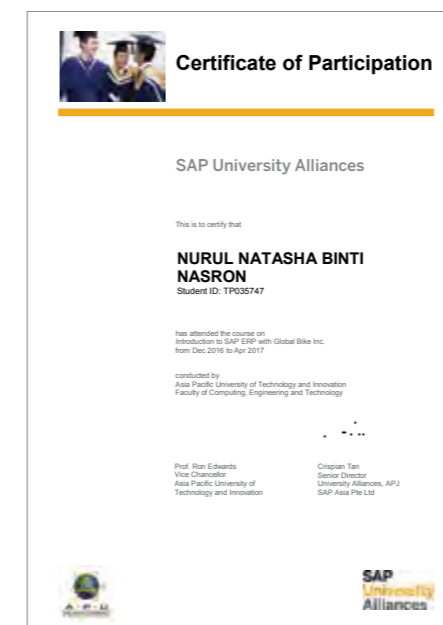 Certificate of Participation
SAP University Alliances
This is to certify that
NURUL NATASHA BINTI
NASRON
Student ID: TP035747
has attended the course on
Introduction to SAP ERP with Global Bike Inc.
from Dec 2016 to Apr 2017
conducted by
Asia Pacific University of Technology and Innovation
Faculty of Computing, Engineering and Technology
Prof. Ron Edwards
Vice Chancellor
Asia Pacific University of
Technology and Innovation
Crispian Tan
Senior Director
University Alliances, APJ
SAP Asia Pte Ltd
A · P · U
SAP
University
Alliances